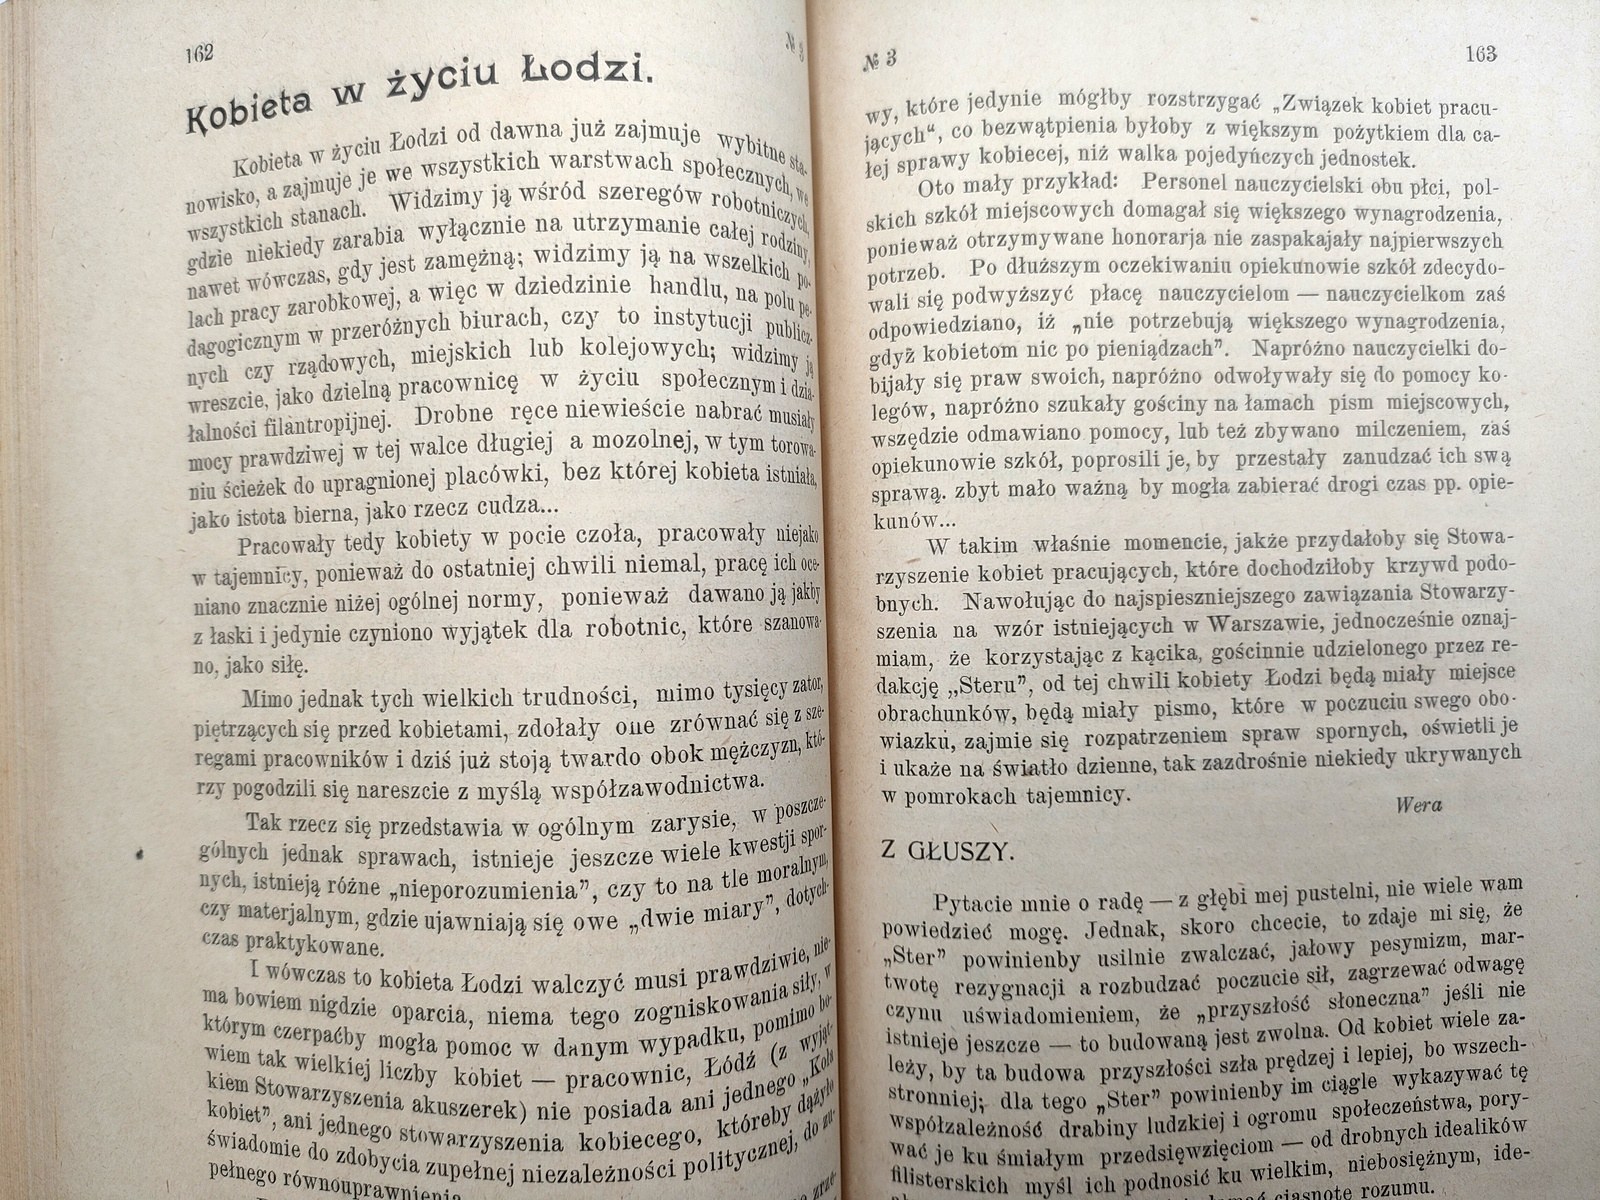 162
№ 3
Kobieta w życiu Łodzi.
Kobieta w życiu Łodzi od dawna już zajmuje wybitne sta-
nowisko, a zajmuje je we wszystkich warstwach społecznych, we
wszystkich stanach. Widzimy ją wśród szeregów robotniczych,
gdzie niekiedy zarabia wyłącznie na utrzymanie całej rodziny,
nawet wówczas, gdy jest zamężną; widzimy ją na wszelkich po-
lach pracy zarobkowej, a więc w dziedzinie handlu, na polu pe-
dagogicznym w przeróżnych biurach, czy to instytucji publicz-
nych czy rządowych, miejskich lub kolejowych; widzimy ją
wreszcie, jako dzielną pracownicę w życiu społecznym i dzia-
łalności filantropijnej. Drobne ręce niewieście nabrać musiały
mocy prawdziwej w tej walce długiej a mozolnej, w tym torowa-
niu ścieżek do upragnionej placówki, bez której kobieta istniała,
jako istota bierna, jako rzecz cudza...
Pracowały tedy kobiety w pocie czoła, pracowały niejako
w tajemnicy, ponieważ do ostatniej chwili niemal, pracę ich oce-
niano znacznie niżej ogólnej normy, ponieważ dawano ją jakby
z łaski i jedynie czyniono wyjątek dla robotnic, które szanowa-
no, jako siłę.
Mimo jednak tych wielkich trudności, mimo tysięcy zator,
piętrzących się przed kobietami, zdołały one zrównać się z sze-
regami pracowników i dziś już stoją twardo obok mężczyzn, któ-
rzy pogodzili się nareszcie z myślą współzawodnictwa.
Tak rzecz się przedstawia w ogólnym zarysie, w poszcze-
gólnych jednak sprawach, istnieje jeszcze wiele kwestji spor-
nych, istnieją różne „nieporozumienia”, czy to na tle moralnym,
czy materjalnym, gdzie ujawniają się owe „dwie miary”, dotych-
czas praktykowane.
I wówczas to kobieta Łodzi walczyć musi prawdziwie, nie-
ma bowiem nigdzie oparcia, niema tego zogniskowania siły, w
którym czerpaćby mogła pomoc w danym wypadku, pomimo bo-
wiem tak wielkiej liczby kobiet — pracownic, Łódź (z wyjąt-
kiem Stowarzyszenia akuszerek) nie posiada ani jednego „Koła
kobiet”, ani jednego stowarzyszenia kobiecego, któreby dążyło
świadomie do zdobycia zupełnej niezależności politycznej, do zu-
pełnego równouprawnienia
№ 3
163
wy, które jedynie mógłby rozstrzygać „Związek kobiet pracu-
jących“, co bezwątpienia byłoby z większym pożytkiem dla ca-
łej sprawy kobiecej, niż walka pojedyńczych jednostek.
Oto mały przykład: Personel nauczycielski obu płci, pol-
skich szkół miejscowych domagał się większego wynagrodzenia,
ponieważ otrzymywane honorarja nie zaspakajały najpierwszych
potrzeb. Po dłuższym oczekiwaniu opiekunowie szkół zdecydo-
wali się podwyższyć płacę nauczycielom — nauczycielkom zaś
odpowiedziano, iż „nie potrzebują większego wynagrodzenia,
gdyż kobietom nic po pieniądzach”. Napróżno nauczycielki do-
bijały się praw swoich, napróżno odwoływały się do pomocy ko-
legów, napróżno szukały gościny na łamach pism miejscowych,
wszędzie odmawiano pomocy, lub też zbywano milczeniem, zaś
opiekunowie szkół, poprosili je, by przestały zanudzać ich swą
sprawą. zbyt mało ważną by mogła zabierać drogi czas pp. opie-
kunów...
W takim właśnie momencie, jakże przydałoby się Stowa-
rzyszenie kobiet pracujących, które dochodziłoby krzywd podo-
bnych. Nawołując do najspieszniejszego zawiązania Stowarzy-
szenia na wzór istniejących w Warszawie, jednocześnie oznaj-
miam, że korzystając z kącika, gościnnie udzielonego przez re-
dakcję „Steru”, od tej chwili kobiety Łodzi będą miały miejsce
obrachunków, będą miały pismo, które w poczuciu swego obo-
wiazku, zajmie się rozpatrzeniem spraw spornych, oświetli je
i ukaże na światło dzienne, tak zazdrośnie niekiedy ukrywanych
w pomrokach tajemnicy.
Wera
Z GŁUSZY.
Pytacie mnie o radę — z głębi mej pustelni, nie wiele wam
powiedzieć mogę. Jednak, skoro chcecie, to zdaje mi się, że
„Ster” powinienby usilnie zwalczać, jałowy pesymizm, mar-
twotę rezygnacji a rozbudzać poczucie sił, zagrzewać odwagę
czynu uświadomieniem, że „przyszłość słoneczna” jeśli nie
istnieje jeszcze — to budowaną jest zwolna. Od kobiet wiele za-
leży, by ta budowa przyszłości szła prędzej i lepiej, bo wszech-
stronniej; dla tego „Ster” powinienby im ciągle wykazywać tę
współzależność drabiny ludzkiej i ogromu społeczeństwa, pory-
wać je ku śmiałym przedsięwzięciom — od drobnych idealików
filisterskich myśl ich podnosić ku wielkim, niebosiężnym, ide-
ciasnotę rozumu.